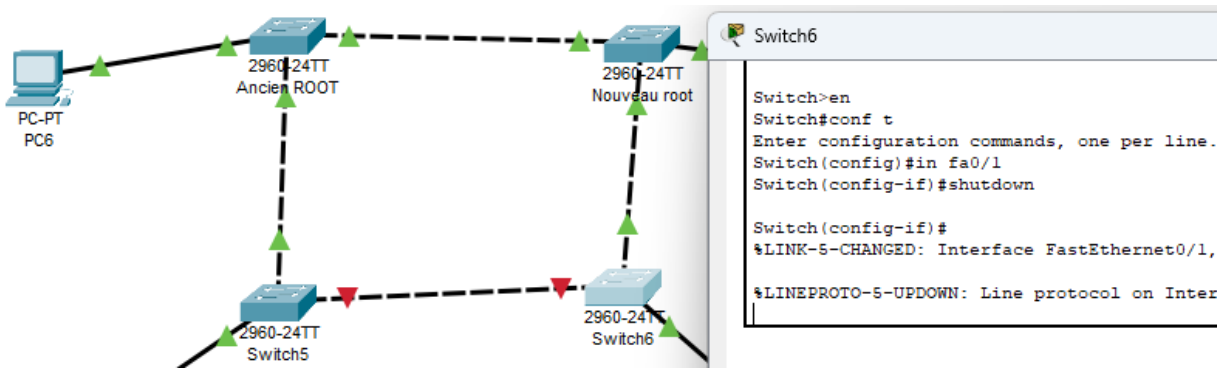 Switch6
2960-24TT
Ancien ROOT
2960-24TT
Nouveau root
PC-PT
PC6
Switch>en
Switch#conf t
Enter configuration commands, one per line.
Switch(config)#in fa0/1
Switch(config-if)#shutdown
Switch(config-if)#
%LINK-5-CHANGED: Interface FastEthernet0/1,
%LINEPROTO-5-UPDOWN: Line protocol on Inter
2960-24TT
Switch5
2960-24TT
Switch6